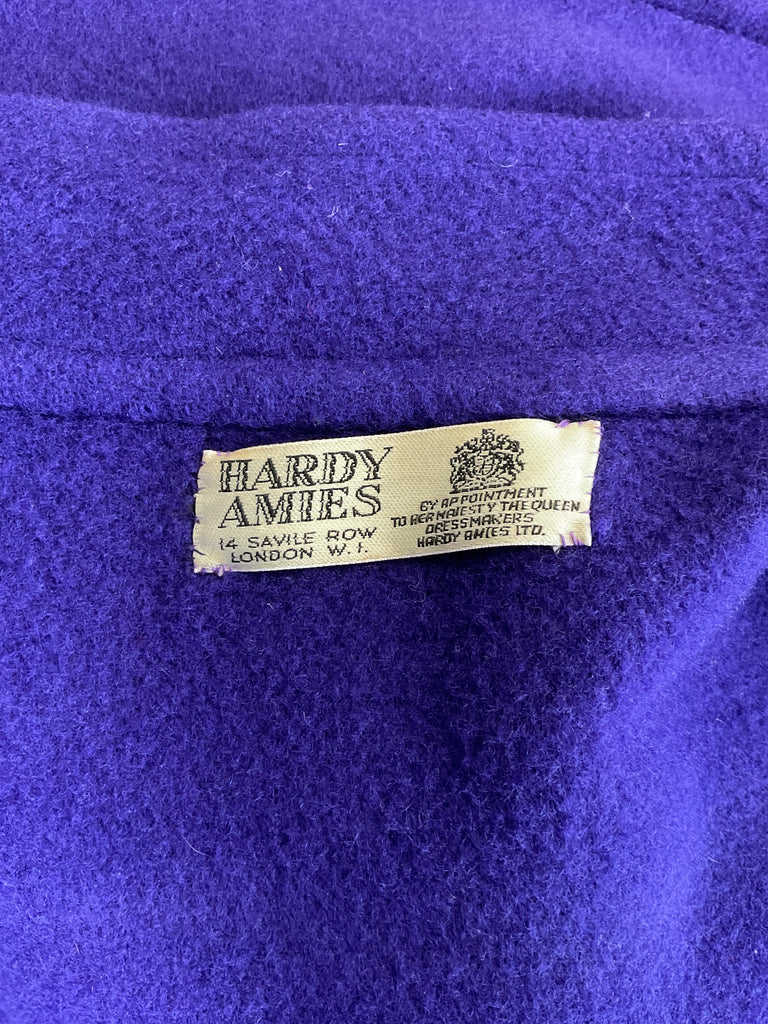 HARDY
AMIES
14 SAVILE ROW
LONDON W.1.
BY APPOINTMENT
TO HER MAJESTY THE QUEEN
DRESSMAKERS
HARDY AMIES LTD.